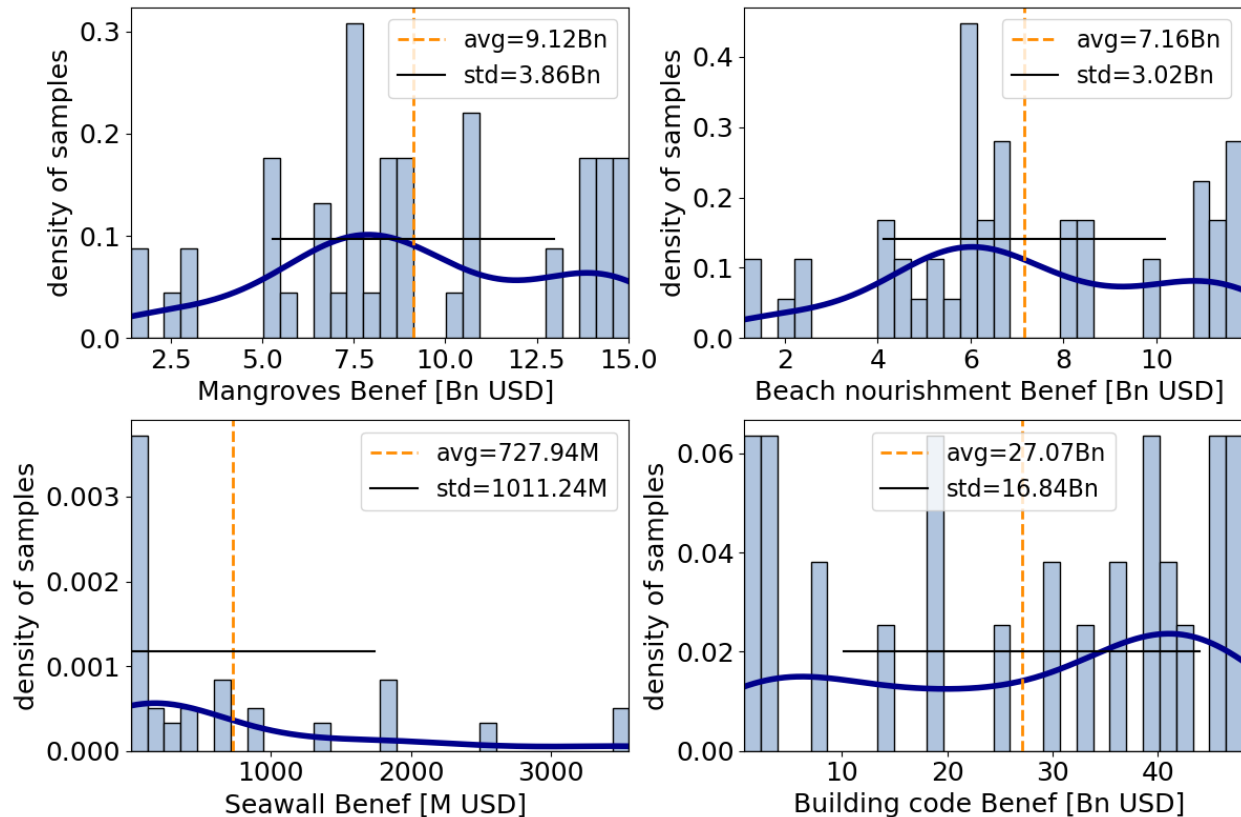 avg=9.12Bn
std=3.86Bn
density of samples
0.3
0.2
0.1
0.0
2.5 5.0 7.5 10.0 12.5 15.0
Mangroves Benef [Bn USD]
avg=7.16Bn
std=3.02Bn
density of samples
0.4
0.3
0.2
0.1
0.0
2 4 6 8 10
Beach nourishment Benef [Bn USD]
avg=727.94M
std=1011.24M
density of samples
0.003
0.002
0.001
0.000
1000 2000 3000
Seawall Benef [M USD]
avg=27.07Bn
std=16.84Bn
density of samples
0.06
0.04
0.02
0.00
10 20 30 40
Building code Benef [Bn USD]